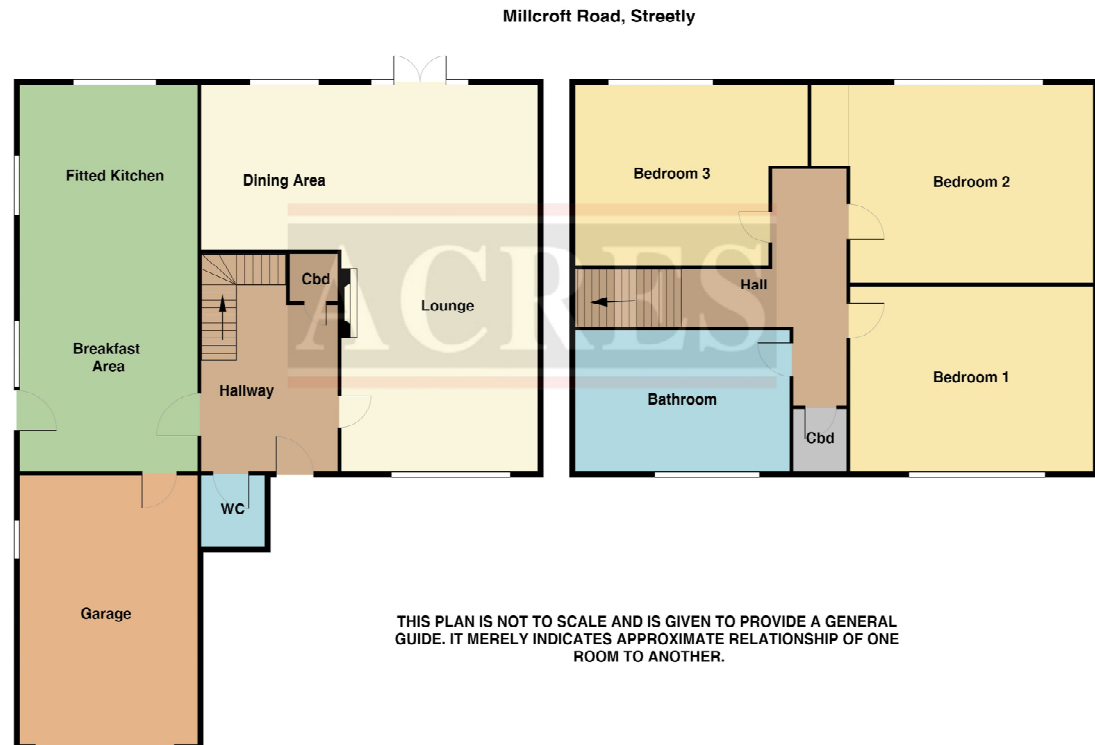 Millcroft Road, Streetly
Fitted Kitchen
Dining Area
Cbd
Lounge
Breakfast
Area
Hallway
WC
Garage
Bedroom 3
Bedroom 2
Hall
Bathroom
Bedroom 1
Cbd
ACRES
THIS PLAN IS NOT TO SCALE AND IS GIVEN TO PROVIDE A GENERAL
GUIDE. IT MERELY INDICATES APPROXIMATE RELATIONSHIP OF ONE
ROOM TO ANOTHER.